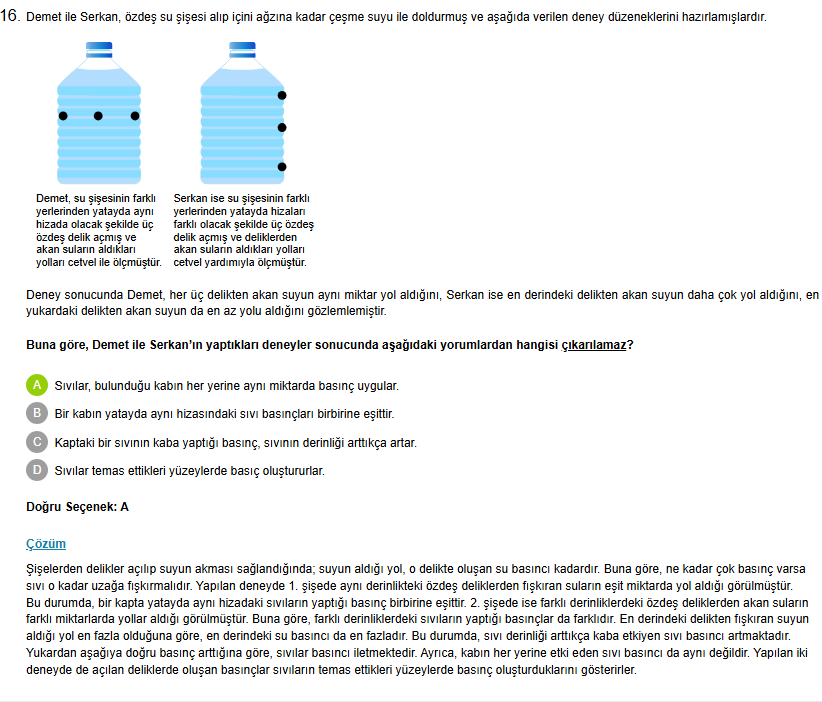 16. Demet ile Serkan, özdeş su şişesi alıp içini ağzına kadar çeşme suyu ile doldurmuş ve aşağıda verilen deney düzeneklerini hazırlamışlardır.
Demet, su şişesinin farklı
yerlerinden yatayda aynı
hizada olacak şekilde üç
özdeş delik açmış ve
akan suların aldıkları
yolları cetvel ile ölçmüştür.
Serkan ise su şişesinin farklı
yerlerinden yatayda hizaları
farklı olacak şekilde üç özdeş
delik açmış ve deliklerden
akan suların aldıkları yolları
cetvel yardımıyla ölçmüştür.
Deney sonucunda Demet, her üç delikten akan suyun aynı miktar yol aldığını, Serkan ise en derindeki delikten akan suyun daha çok yol aldığını, en
yukardaki delikten akan suyun da en az yolu aldığını gözlemlemiştir.
Buna göre, Demet ile Serkan'ın yaptıkları deneyler sonucunda aşağıdaki yorumlardan hangisi çıkarılamaz?
A Sıvılar, bulunduğu kabın her yerine aynı miktarda basınç uygular.
B Bir kabın yatayda aynı hizasındaki sıvı basınçları birbirine eşittir.
C Kaptaki bir sıvının kaba yaptığı basınç, sıvının derinliği arttıkça artar.
D Sıvılar temas ettikleri yüzeylerde basıç oluştururlar.
Doğru Seçenek: A
Çözüm
Şişelerden delikler açılıp suyun akması sağlandığında; suyun aldığı yol, o delikte oluşan su basıncı kadardır. Buna göre, ne kadar çok basınç varsa
sıvı o kadar uzağa fışkırmalıdır. Yapılan deneyde 1. şişede aynı derinlikteki özdeş deliklerden fışkıran suların eşit miktarda yol aldığı görülmüştür.
Bu durumda, bir kapta yatayda aynı hizadaki sıvıların yaptığı basınç birbirine eşittir. 2. şişede ise farklı derinliklerdeki özdeş deliklerden akan suların
farklı miktarlarda yollar aldığı görülmüştür. Buna göre, farklı derinliklerdeki sıvıların yaptığı basınçlar da farklıdır. En derindeki delikten fışkıran suyun
aldığı yol en fazla olduğuna göre, en derindeki su basıncı da en fazladır. Bu durumda, sıvı derinliği arttıkça kaba etkiyen sıvı basıncı artmaktadır.
Yukardan aşağıya doğru basınç arttığına göre, sıvılar basıncı iletmektedir. Ayrıca, kabın her yerine etki eden sıvı basıncı da aynı değildir. Yapılan iki
deneyde de açılan deliklerde oluşan basınçlar sıvıların temas ettikleri yüzeylerde basınç oluşturduklarını gösterirler.